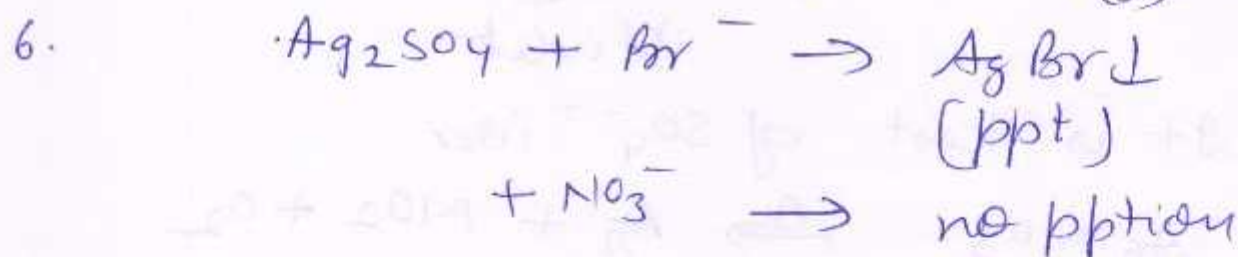 6. Ag₂SO₄ + Br⁻ → AgBr↓
(ppt)
+ NO₃⁻ → no pption